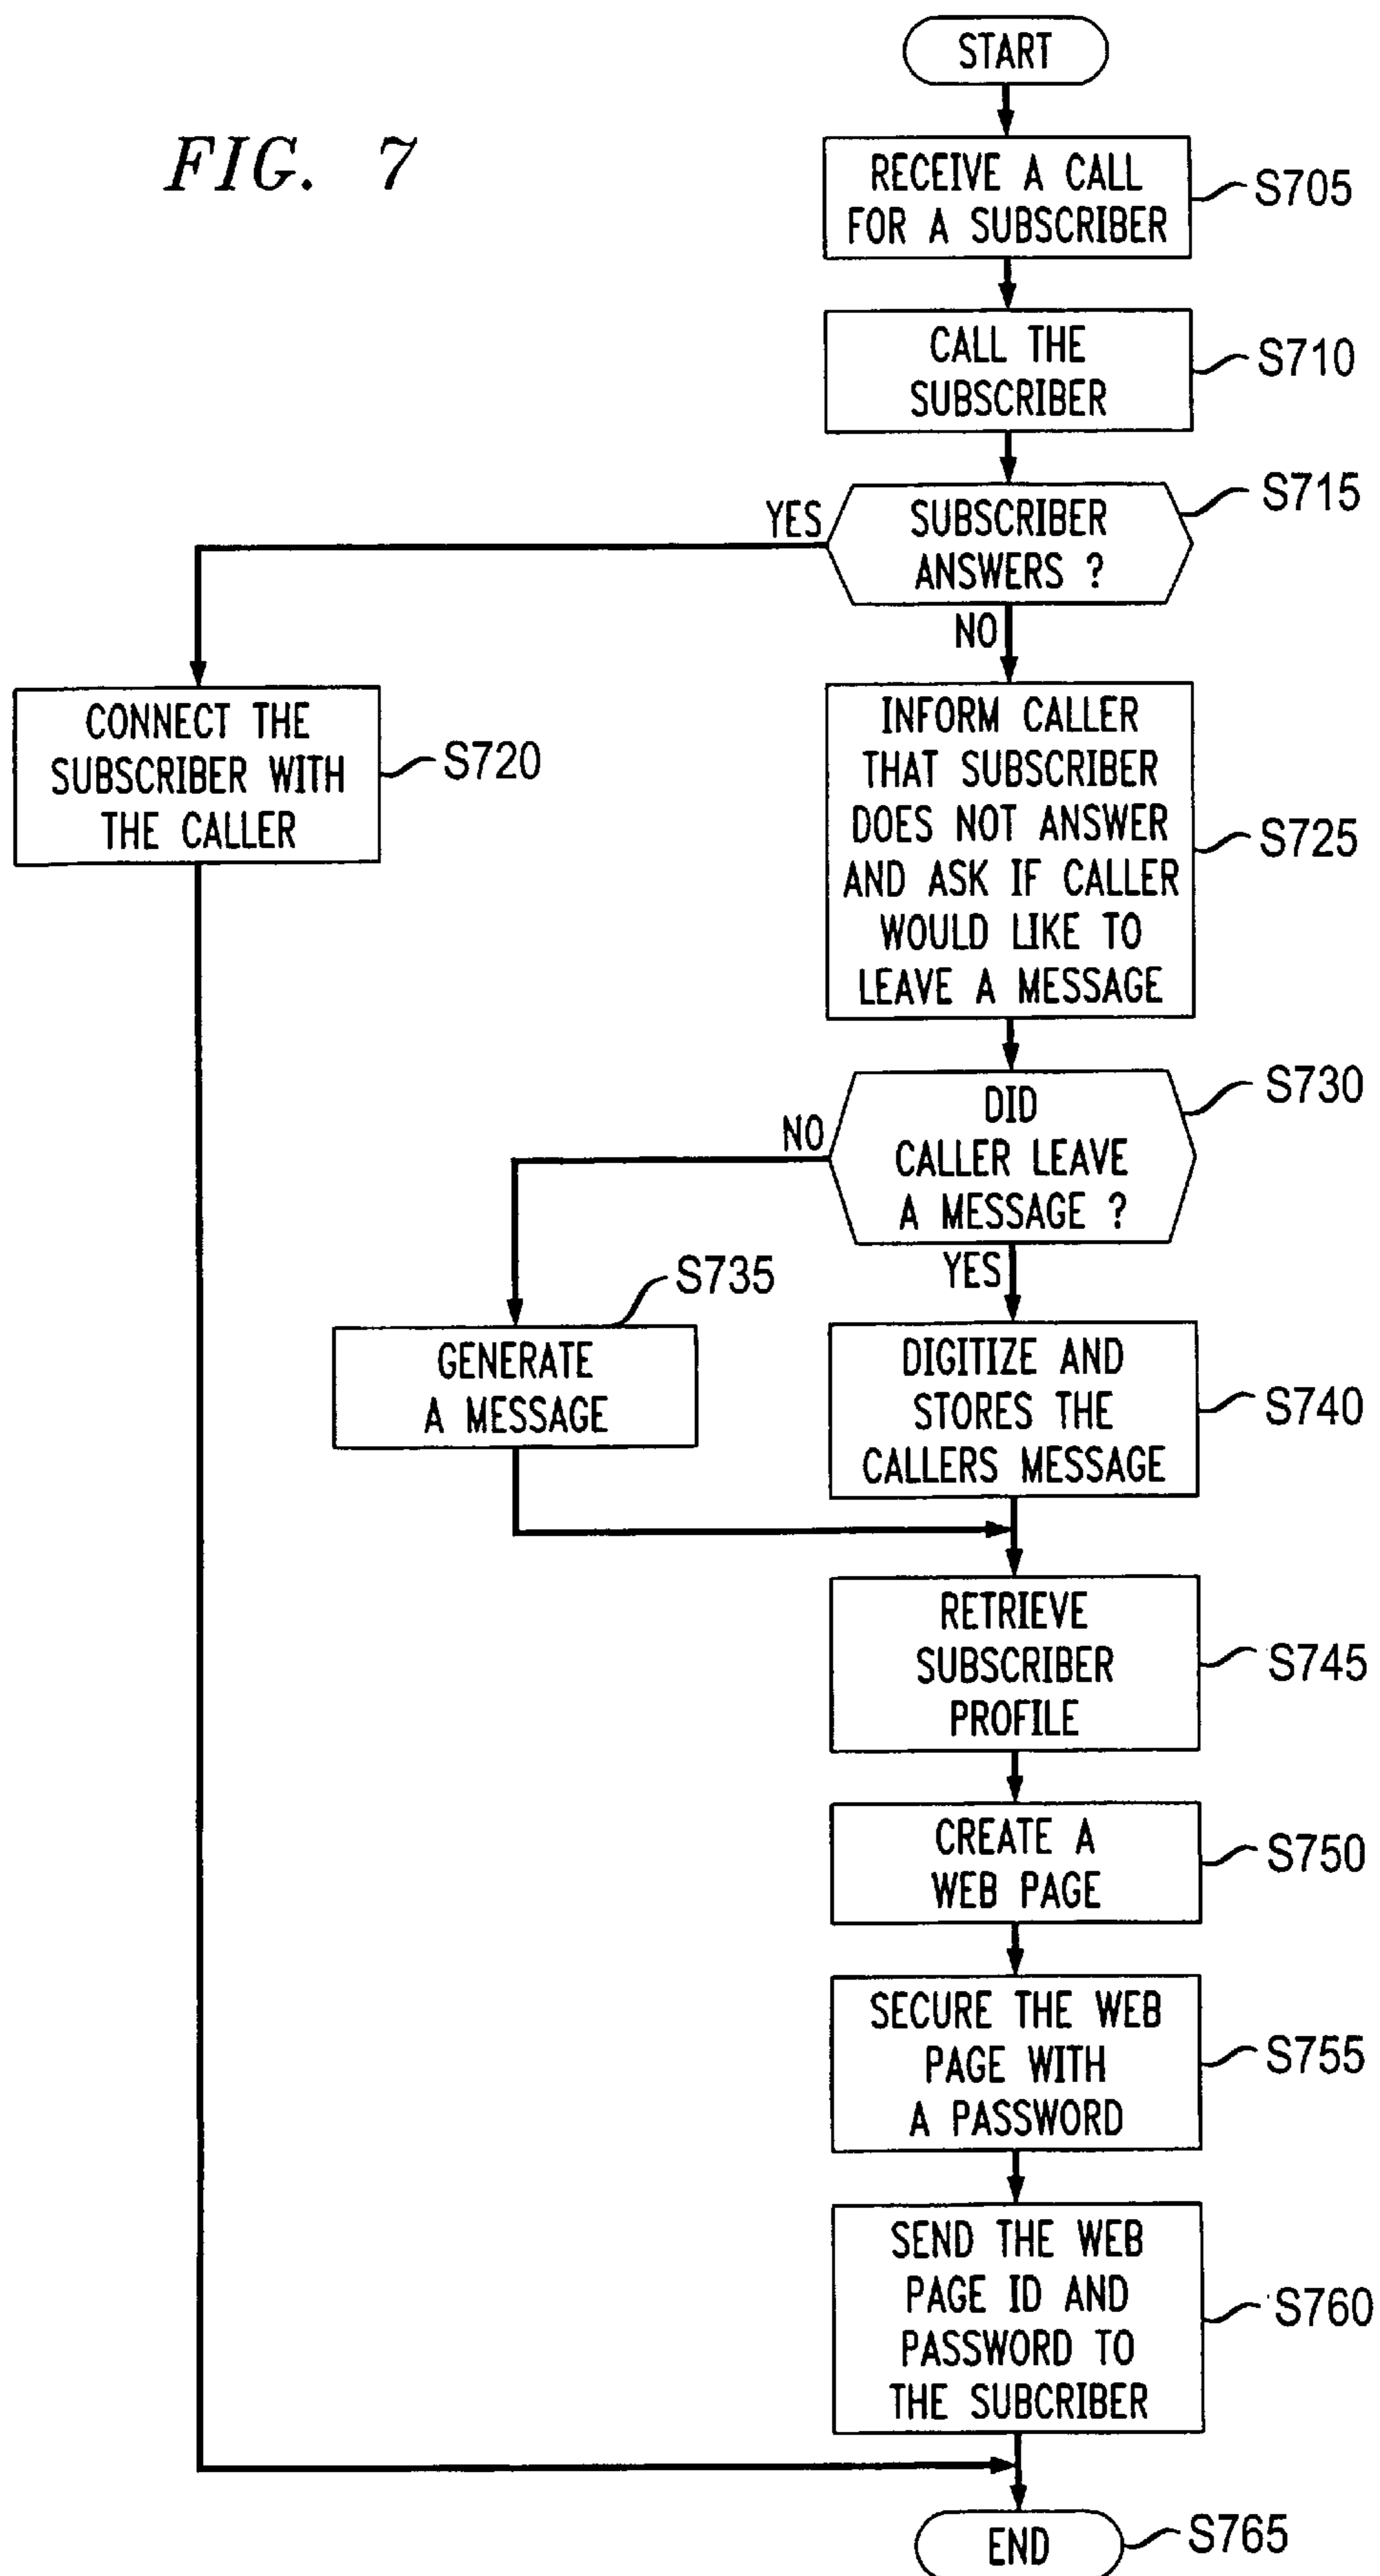 START
FIG. 7
RECEIVE A CALL
FOR A SUBSCRIBER
S705
CALL THE
SUBSCRIBER
S710
SUBSCRIBER
ANSWERS ?
S715
YES
NO
CONNECT THE
SUBSCRIBER WITH
THE CALLER
S720
INFORM CALLER
THAT SUBSCRIBER
DOES NOT ANSWER
AND ASK IF CALLER
WOULD LIKE TO
LEAVE A MESSAGE
S725
DID
CALLER LEAVE
A MESSAGE ?
S730
NO
YES
GENERATE
A MESSAGE
S735
DIGITIZE AND
STORES THE
CALLERS MESSAGE
S740
RETRIEVE
SUBSCRIBER
PROFILE
S745
CREATE A
WEB PAGE
S750
SECURE THE WEB
PAGE WITH
A PASSWORD
S755
SEND THE WEB
PAGE ID AND
PASSWORD TO
THE SUBCRIBER
S760
END
S765